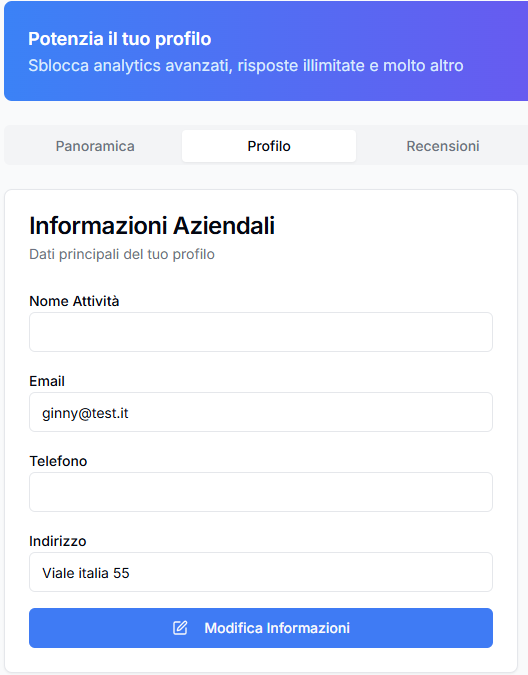 Potenzia il tuo profilo
Sblocca analytics avanzati, risposte illimitate e molto altro
Panoramica
Profilo
Recensioni
Informazioni Aziendali
Dati principali del tuo profilo
Nome Attività
Email
ginny@test.it
Telefono
Indirizzo
Viale italia 55
Modifica Informazioni